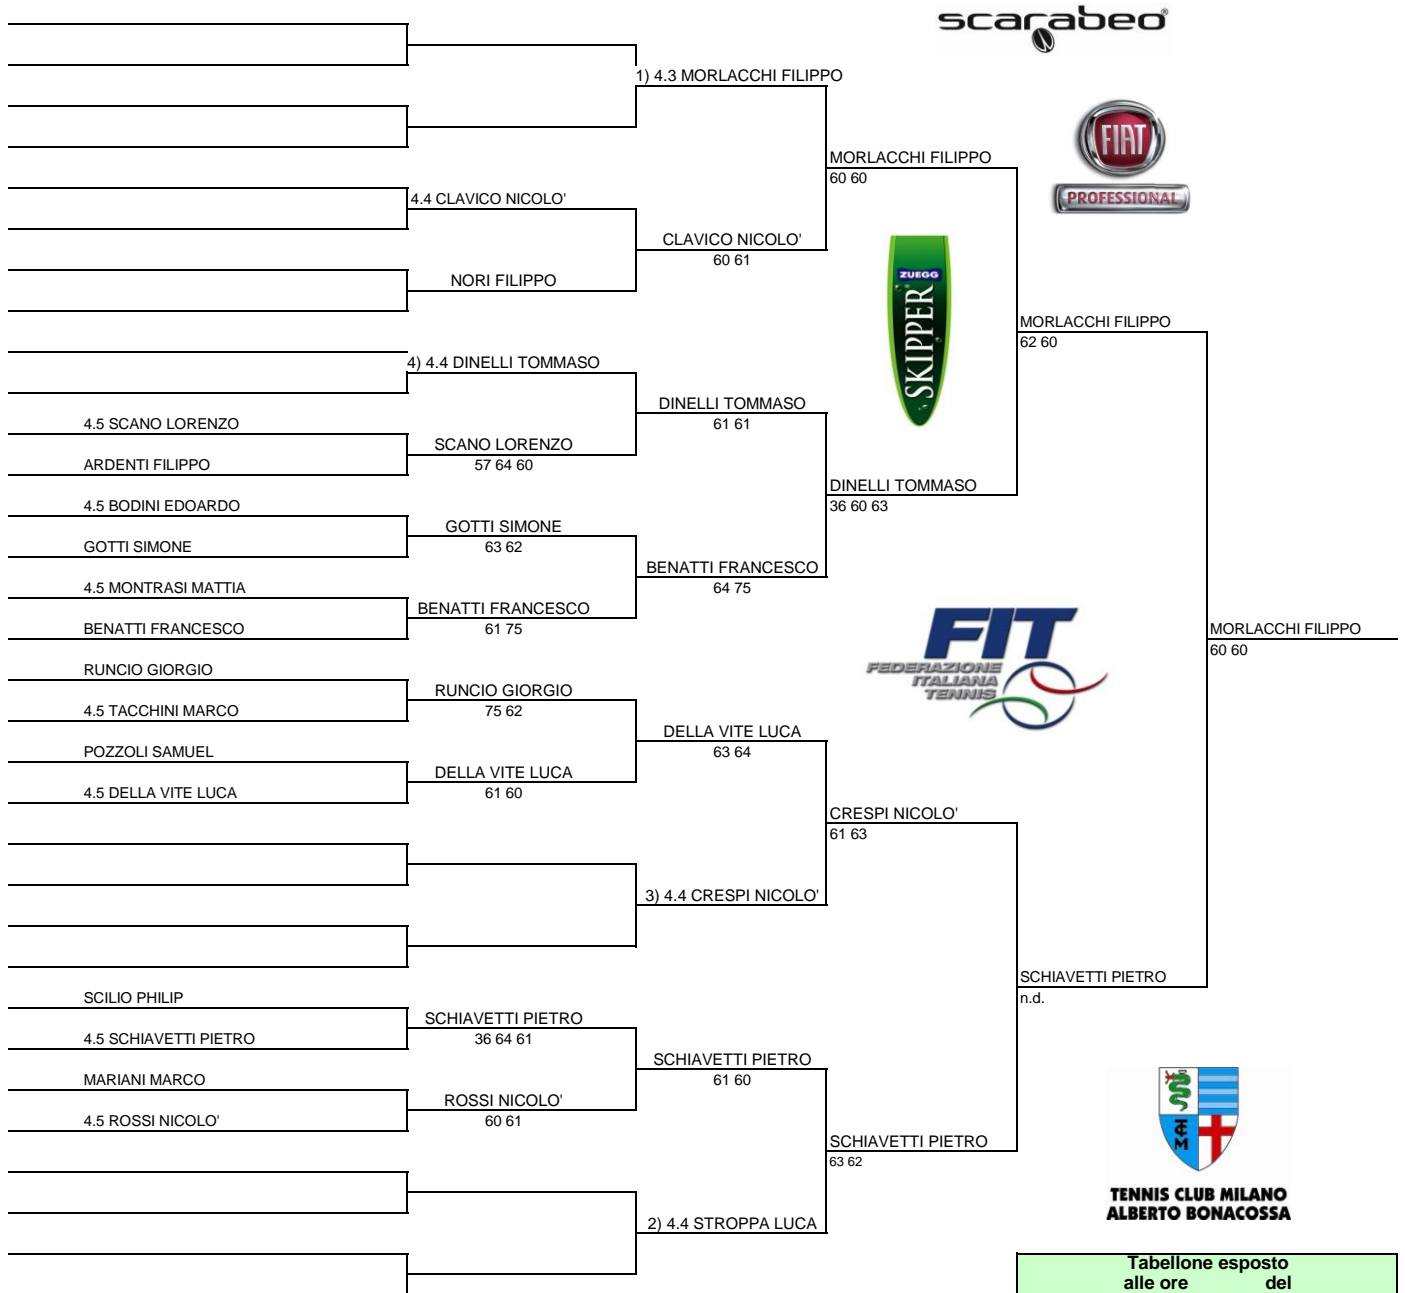 scarabeo®
1) 4.3 MORLACCHI FILIPPO
FIAT
PROFESSIONAL
MORLACCHI FILIPPO
60 60
4.4 CLAVICO NICOLO'
CLAVICO NICOLO'
60 61
NORI FILIPPO
ZUEGG
SKIPPER
MORLACCHI FILIPPO
62 60
4) 4.4 DINELLI TOMMASO
DINELLI TOMMASO
61 61
4.5 SCANO LORENZO
SCANO LORENZO
57 64 60
ARDENTI FILIPPO
DINELLI TOMMASO
36 60 63
4.5 BODINI EDOARDO
GOTTI SIMONE
63 62
GOTTI SIMONE
BENATTI FRANCESCO
64 75
4.5 MONTRASI MATTIA
BENATTI FRANCESCO
61 75
BENATTI FRANCESCO
FIT
FEDERAZIONE
ITALIANA
TENNIS
MORLACCHI FILIPPO
60 60
RUNCIO GIORGIO
RUNCIO GIORGIO
75 62
4.5 TACCHINI MARCO
DELLA VITE LUCA
63 64
POZZOLI SAMUEL
DELLA VITE LUCA
61 60
4.5 DELLA VITE LUCA
CRESPI NICOLO'
61 63
3) 4.4 CRESPI NICOLO'
SCHIAVETTI PIETRO
n.d.
SCILIO PHILIP
SCHIAVETTI PIETRO
36 64 61
4.5 SCHIAVETTI PIETRO
SCHIAVETTI PIETRO
61 60
MARIANI MARCO
ROSSI NICOLO'
60 61
4.5 ROSSI NICOLO'
SCHIAVETTI PIETRO
63 62
TCM
TENNIS CLUB MILANO
ALBERTO BONACOSSA
2) 4.4 STROPPA LUCA
Tabellone esposto
alle ore del